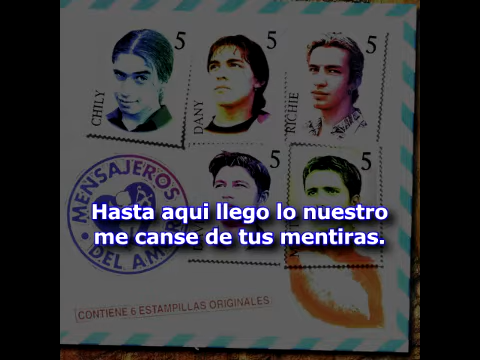 5
5
5
CHILY
DANY
RICHIE
5
5
MENSAJEROS
DEL AM
Hasta aqui llego lo nuestro
me canse de tus mentiras.
CONTIENE 6 ESTAMPILLAS ORIGINALES